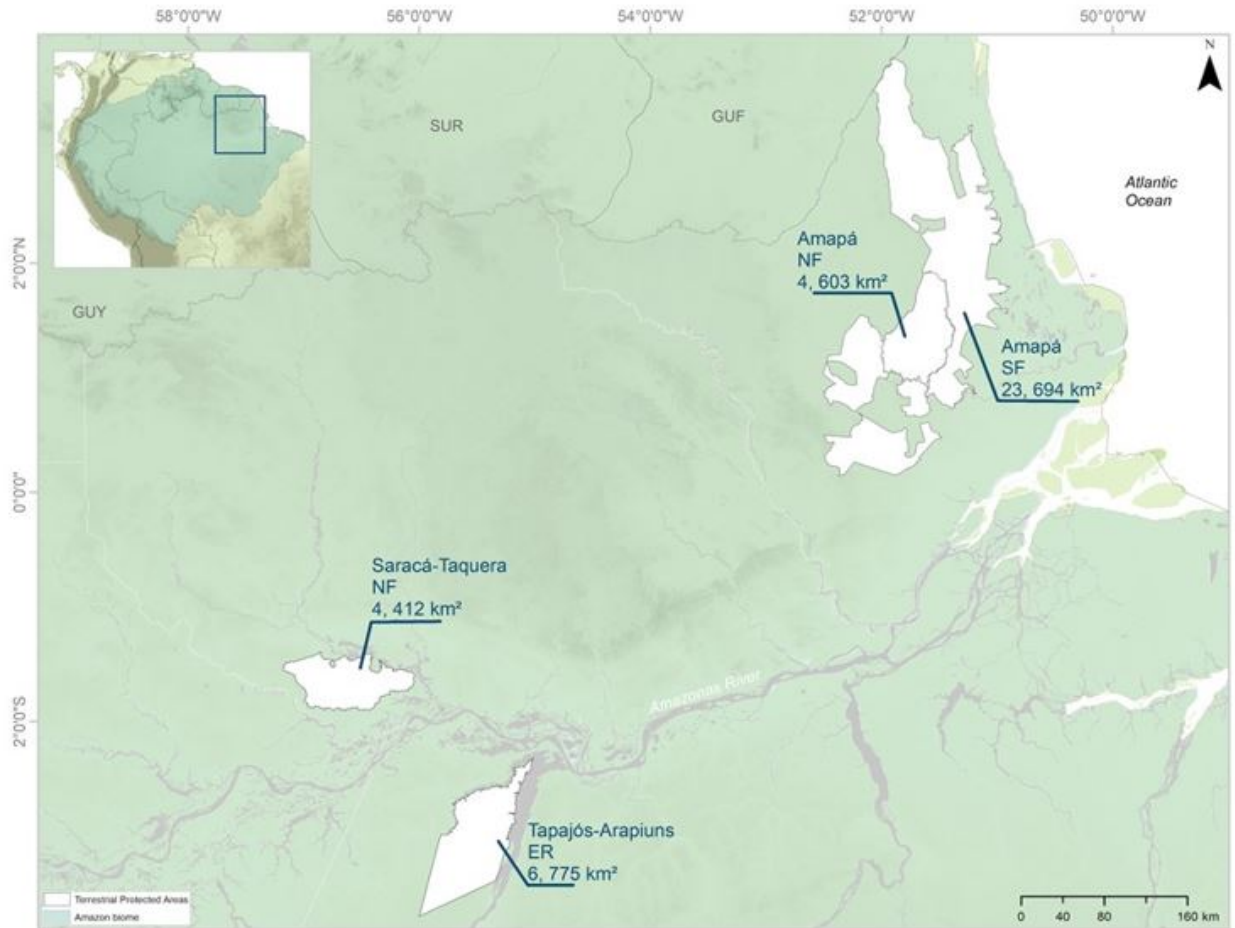 58°0'0"W
56°0'0"W
54°0'0"W
52°0'0"W
50°0'0"W
N
SUR
GUF
Atlantic
Ocean
2°0'0"N
Amapá
NF
4, 603 km²
GUY
Amapá
SF
23, 694 km²
0°0'0"
Saracá-Taquera
NF
4, 412 km²
2°0'0"S
Amazonas River
Tapajós-Arapiuns
ER
6, 775 km²
Terrestrial Protected Areas
Amazon biome
0 40 80 160 km